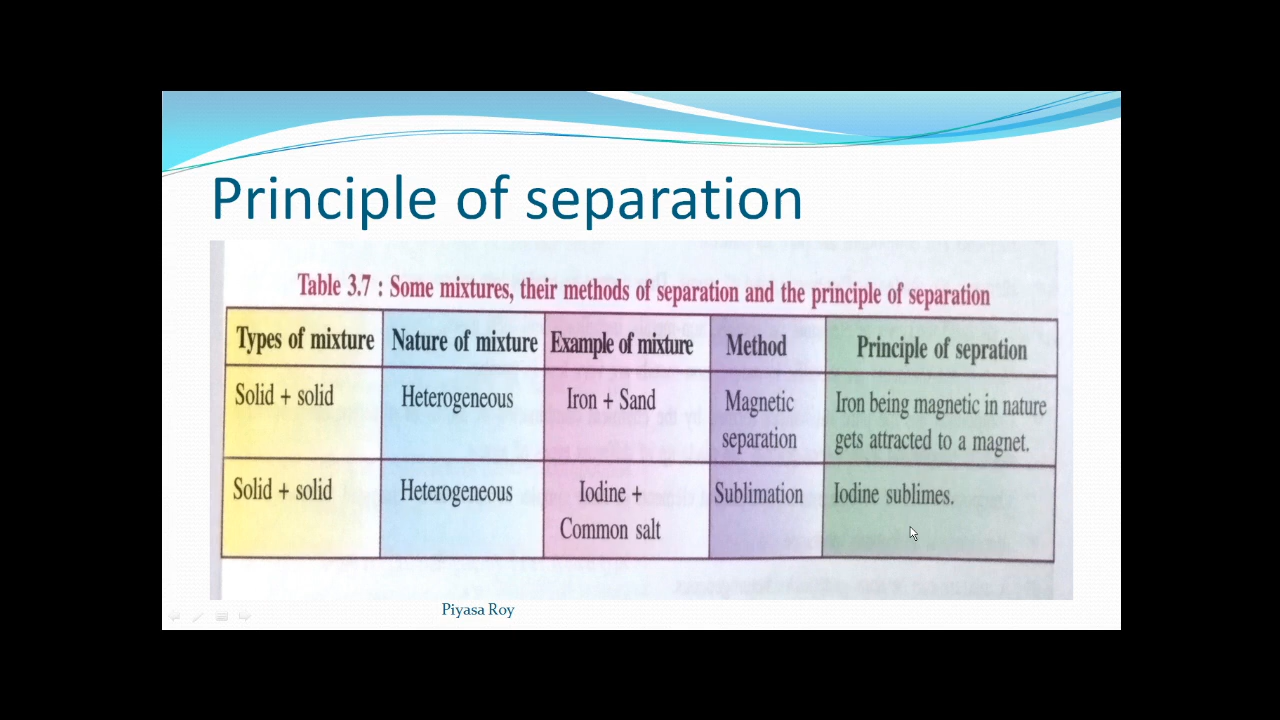 Principle of separation
Table 3.7 : Some mixtures, their methods of separation and the principle of separation
Types of mixture Nature of mixture Example of mixture Method Principle of sepration
Solid + solid Heterogeneous Iron + Sand Magnetic separation Iron being magnetic in nature gets attracted to a magnet.
Solid + solid Heterogeneous Iodine + Common salt Sublimation Iodine sublimes.
Piyasa Roy